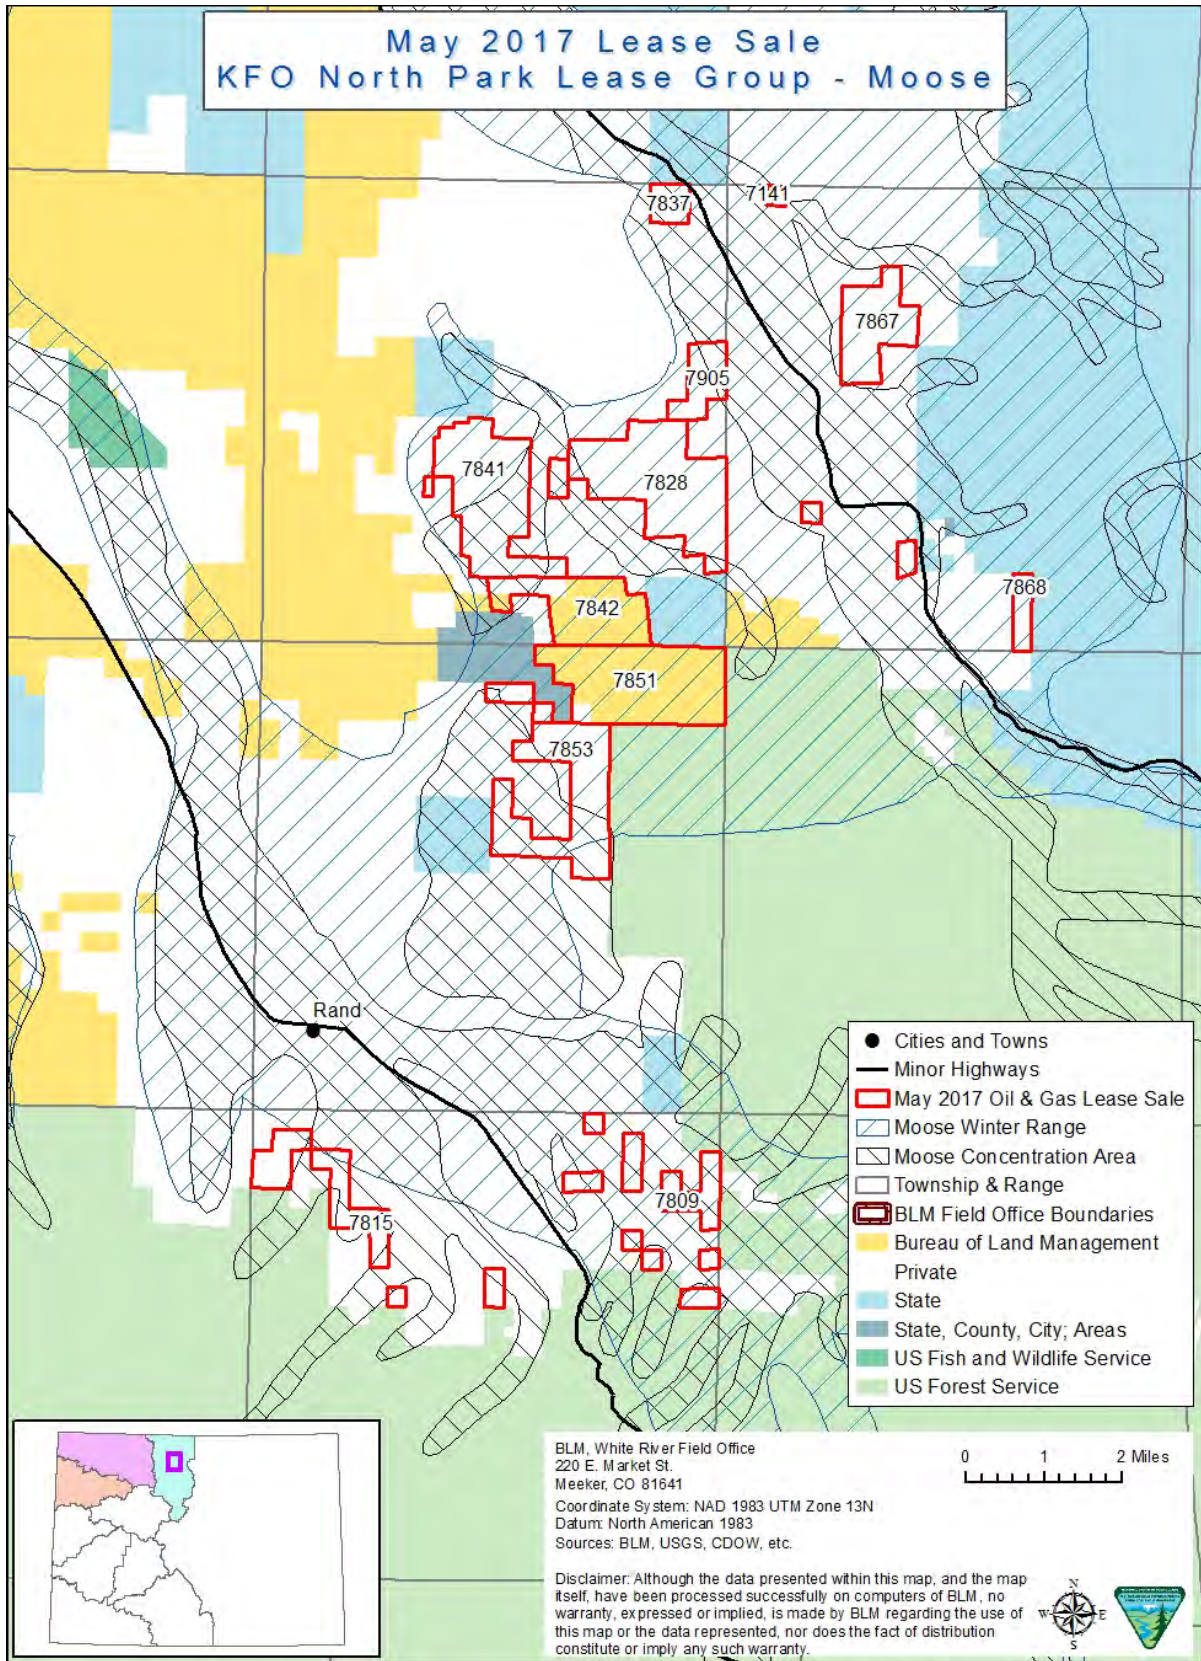 May 2017 Lease Sale
KFO North Park Lease Group - Moose
7837
7141
7867
7905
7841
7828
7868
7842
7851
7853
Rand
7809
7815
Cities and Towns
Minor Highways
May 2017 Oil & Gas Lease Sale
Moose Winter Range
Moose Concentration Area
Township & Range
BLM Field Office Boundaries
Bureau of Land Management
Private
State
State, County, City; Areas
US Fish and Wildlife Service
US Forest Service
BLM, White River Field Office
220 E. Market St.
Meeker, CO 81641
Coordinate System: NAD 1983 UTM Zone 13N
Datum: North American 1983
Sources: BLM, USGS, CDOW, etc.
0 1 2 Miles
Disclaimer: Although the data presented within this map, and the map
itself, have been processed successfully on computers of BLM, no
warranty, expressed or implied, is made by BLM regarding the use of
this map or the data represented, nor does the fact of distribution
constitute or imply any such warranty.
N
W E
S